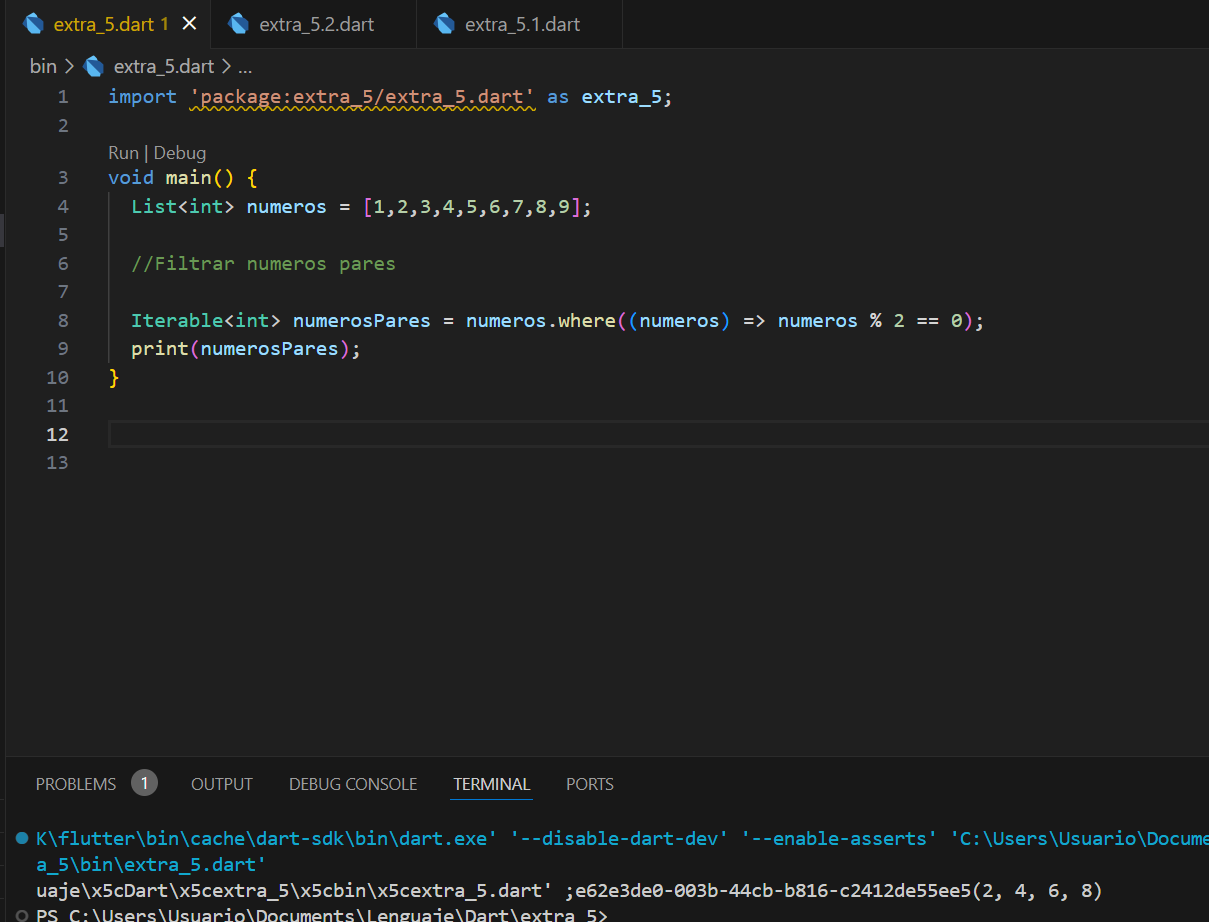 extra_5.dart 1 × extra_5.2.dart extra_5.1.dart
bin > extra_5.dart > ...
1 import 'package:extra_5/extra_5.dart' as extra_5;
2
Run | Debug
3 void main() {
4 List<int> numeros = [1,2,3,4,5,6,7,8,9];
5
6 //Filtrar numeros pares
7
8 Iterable<int> numerosPares = numeros.where((numeros) => numeros % 2 == 0);
9 print(numerosPares);
10 }
11
12
13
PROBLEMS 1 OUTPUT DEBUG CONSOLE TERMINAL PORTS
K\flutter\bin\cache\dart-sdk\bin\dart.exe' '--disable-dart-dev' '--enable-asserts' 'C:\Users\Usuario\Docume
a_5\bin\extra_5.dart'
uaje\x5cDart\x5cextra_5\x5cbin\x5cextra_5.dart' ;e62e3de0-003b-44cb-b816-c2412de55ee5(2, 4, 6, 8)
PS C:\Users\Usuario\Documents\Lenguaje\Dart\extra_5>